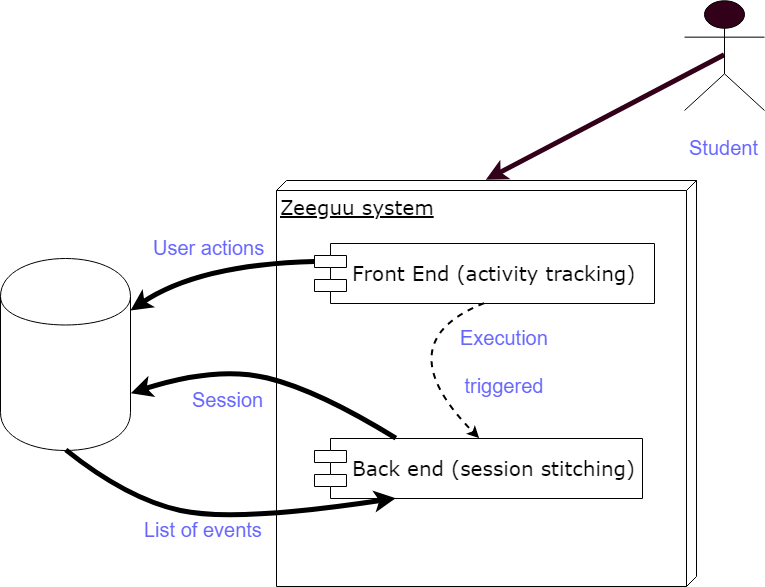 Student
Zeeguu system
User actions
Front End (activity tracking)
Execution
triggered
Session
Back end (session stitching)
List of events